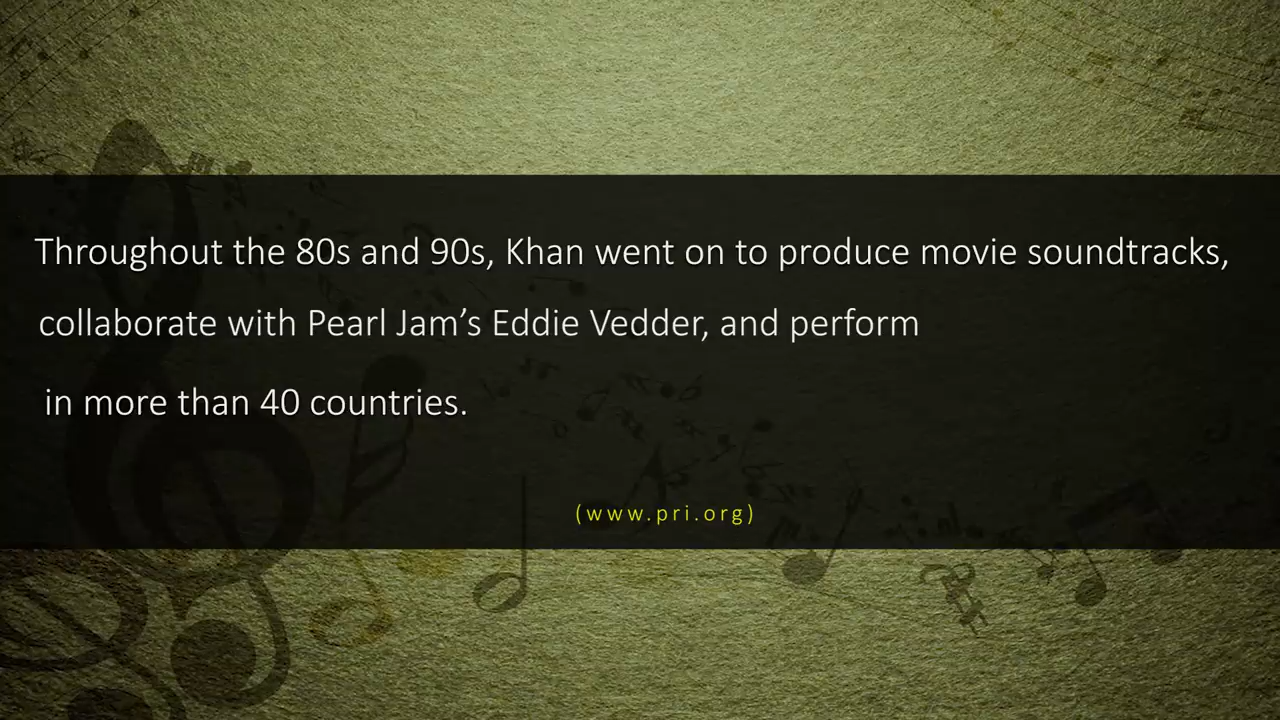 Throughout the 80s and 90s, Khan went on to produce movie soundtracks,
collaborate with Pearl Jam’s Eddie Vedder, and perform
in more than 40 countries.
(www.pri.org)